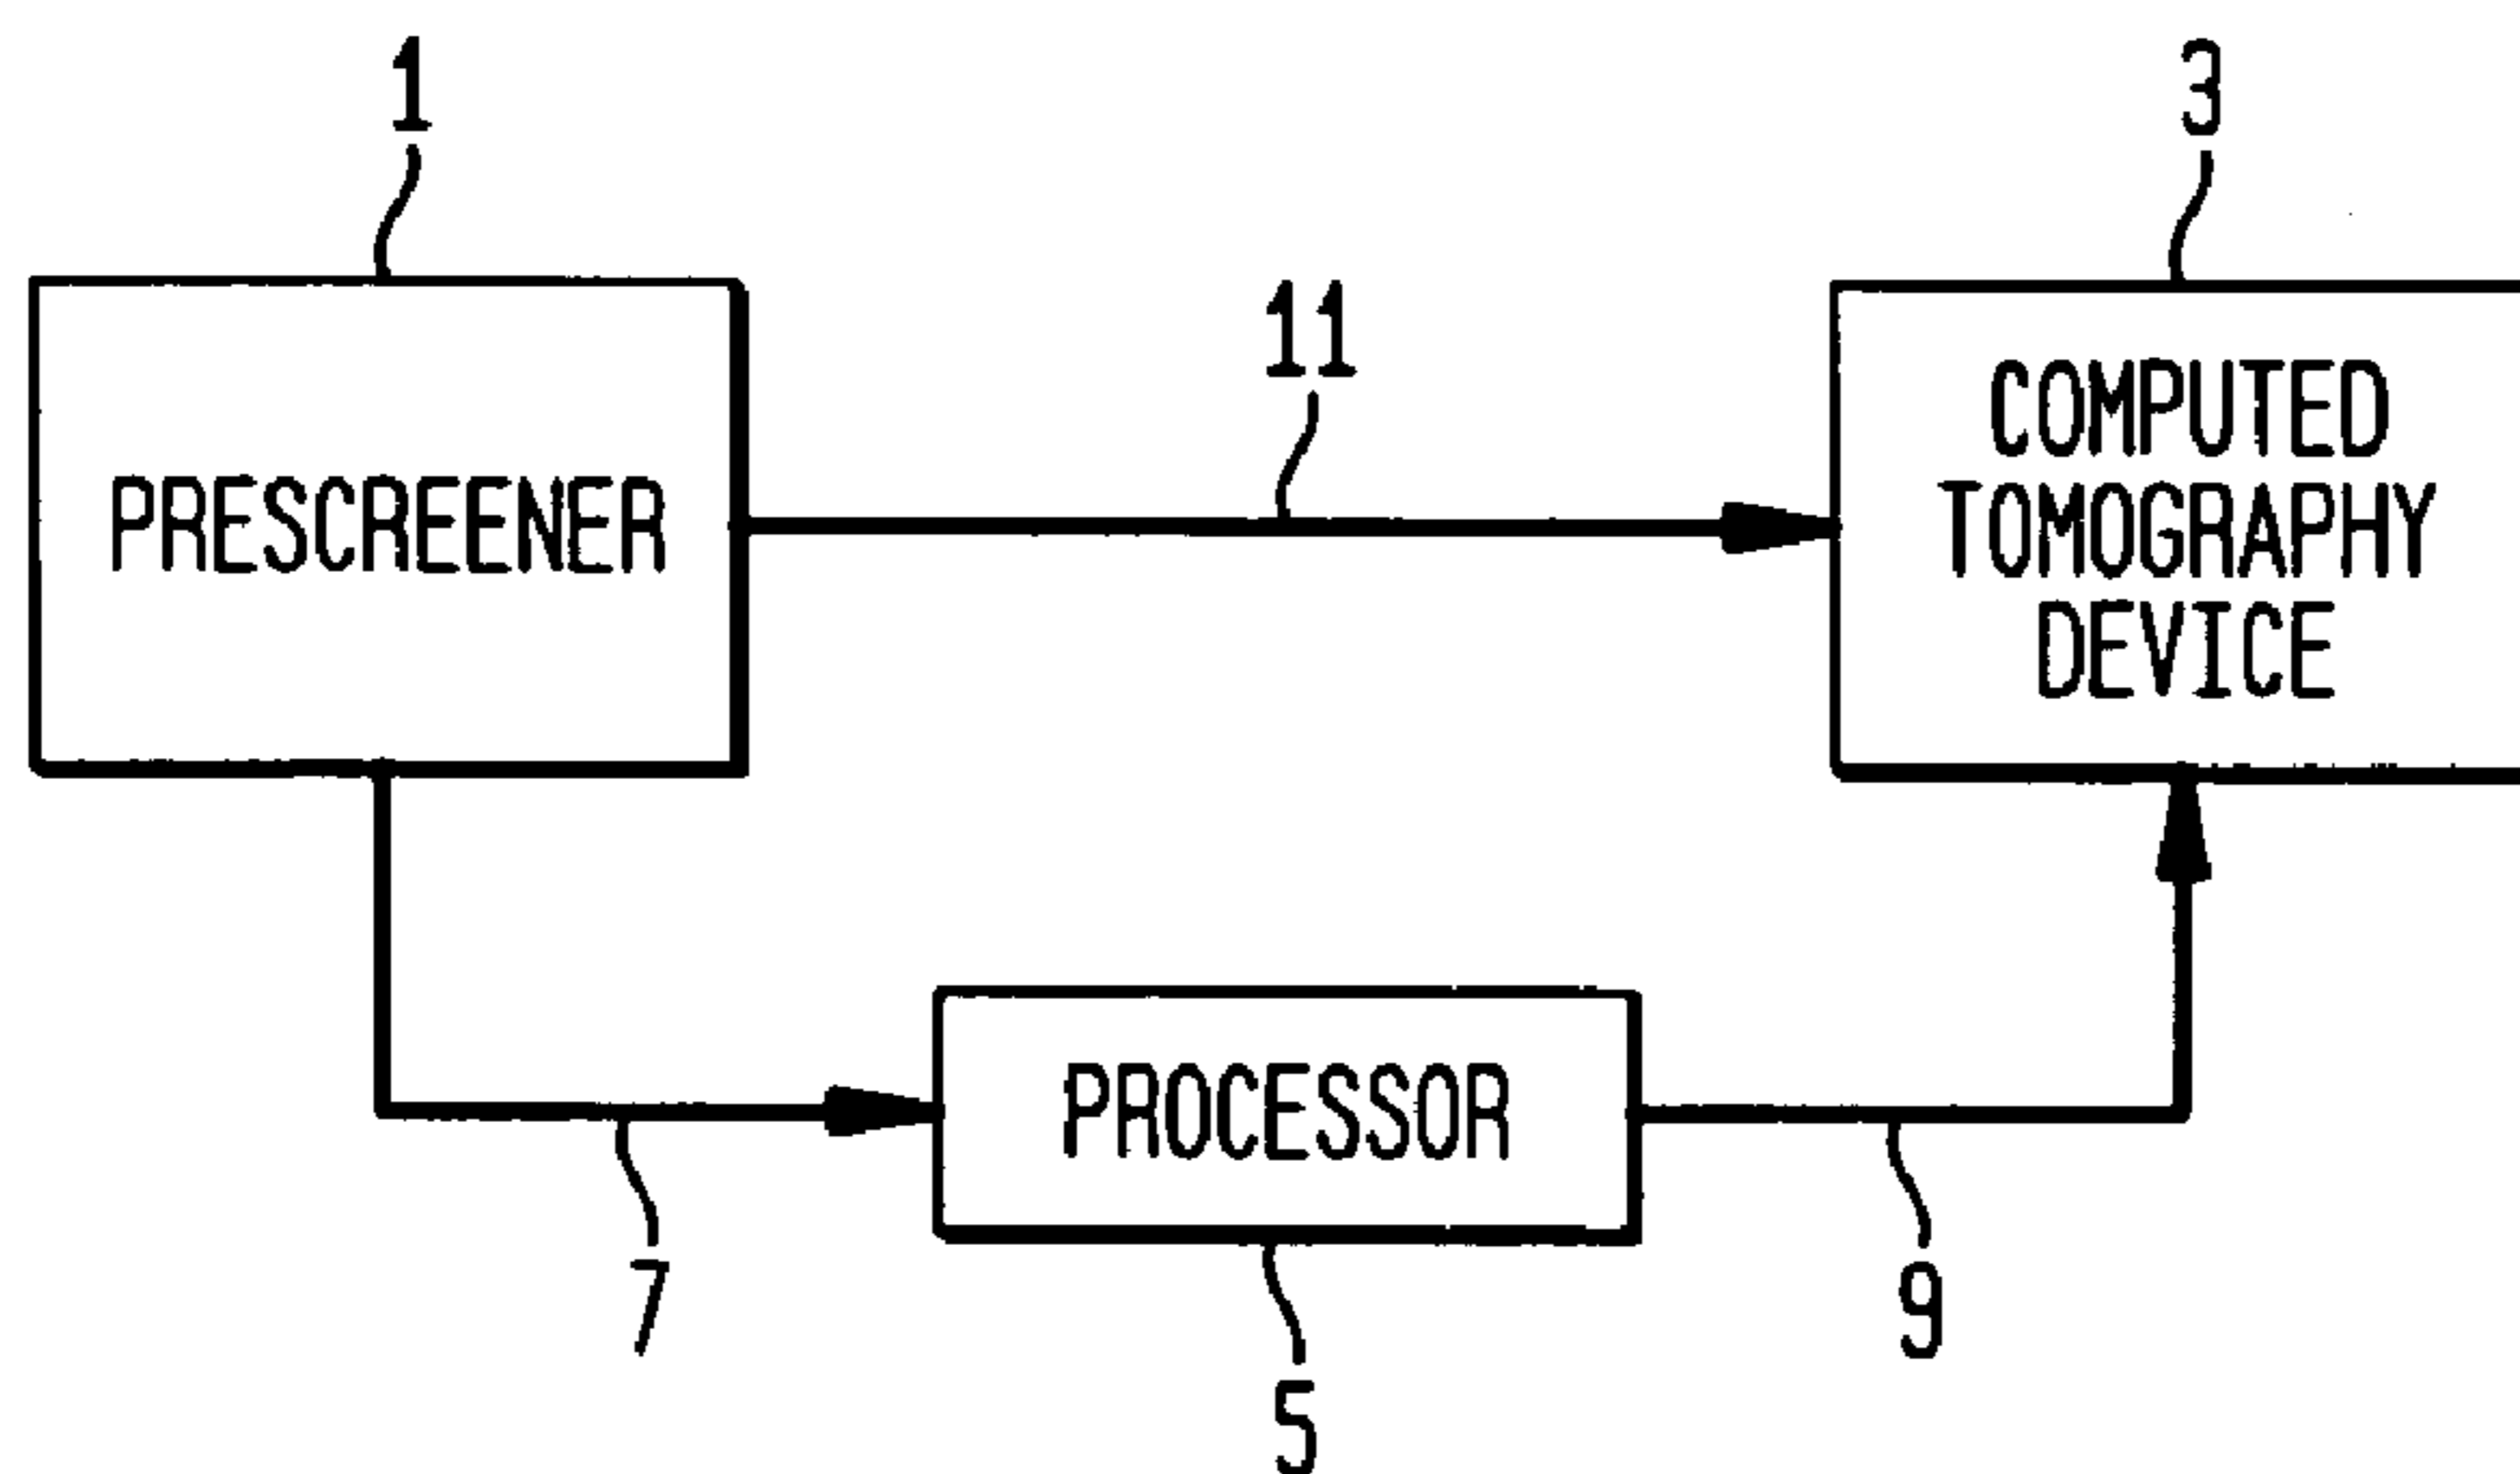 1
3
11
PRESCREENER
COMPUTED
TOMOGRAPHY
DEVICE
PROCESSOR
7
9
5